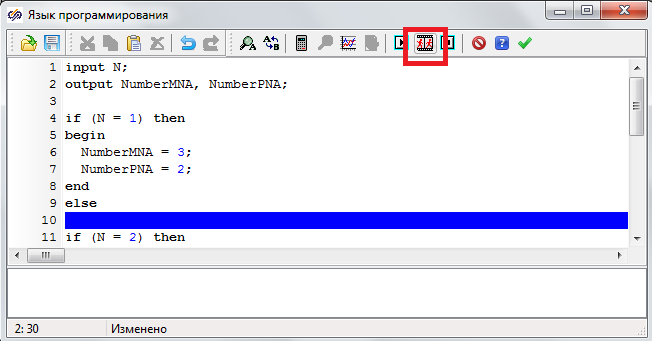 Язык программирования
1 input N;
2 output NumberMNA, NumberPNA;
3
4 if (N = 1) then
5 begin
6 NumberMNA = 3;
7 NumberPNA = 2;
8 end
9 else
10
11 if (N = 2) then
2: 30 Изменено